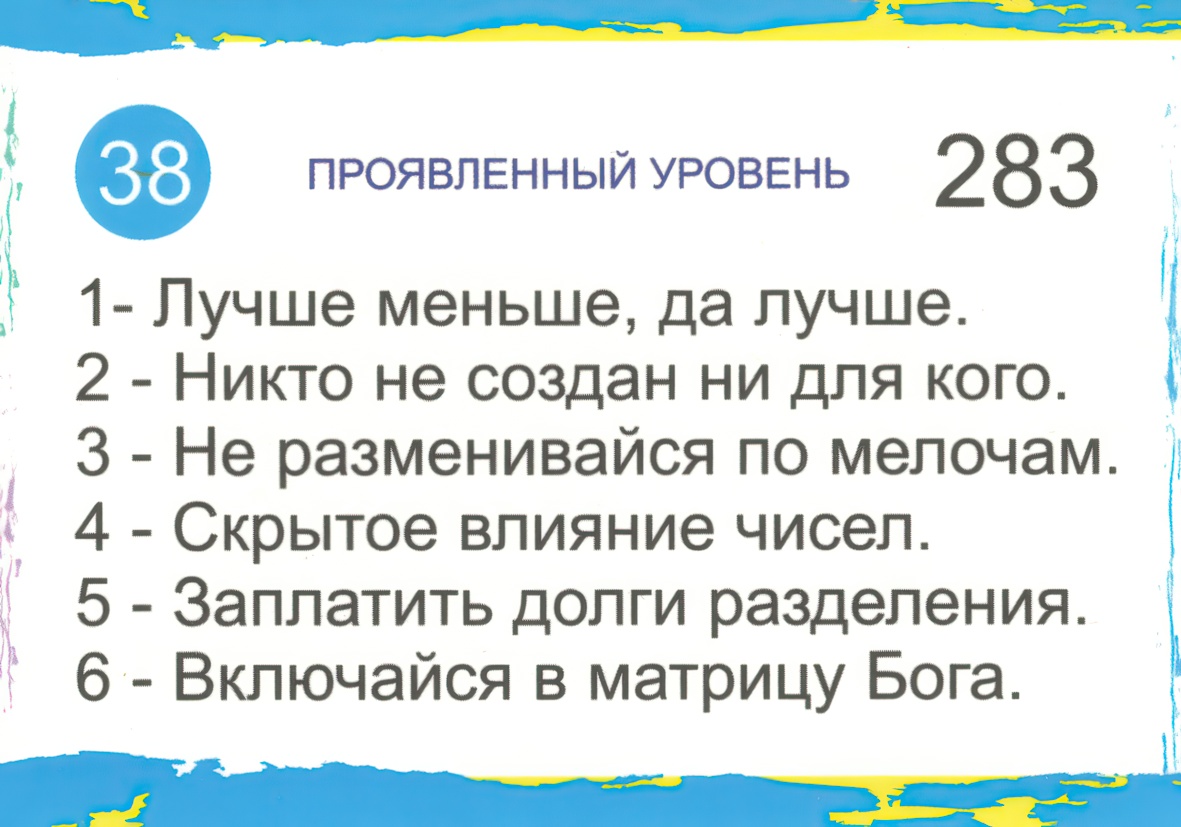 38 ПРОЯВЛЕННЫЙ УРОВЕНЬ 283
1- Лучше меньше, да лучше.
2 - Никто не создан ни для кого.
3 - Не разменивайся по мелочам.
4 - Скрытое влияние чисел.
5 - Заплатить долги разделения.
6 - Включайся в матрицу Бога.